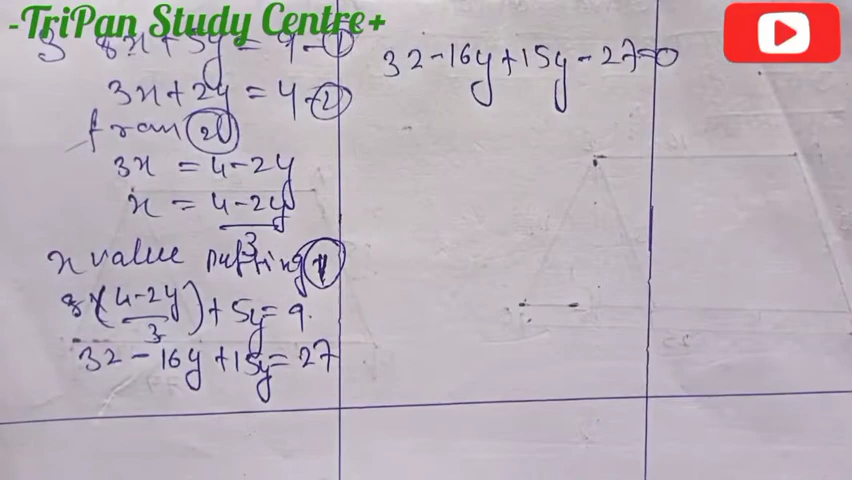 -TriPan Study Centre+
3 8x + 5y = 9 - ①
3x + 2y = 4 - ②
from ②
3x = 4 - 2y
x = 4 - 2y / 3
x value putting ①
8 × (4 - 2y / 3) + 5y = 9.
32 - 16y + 15y = 27
32 - 16y + 15y - 27 = 0